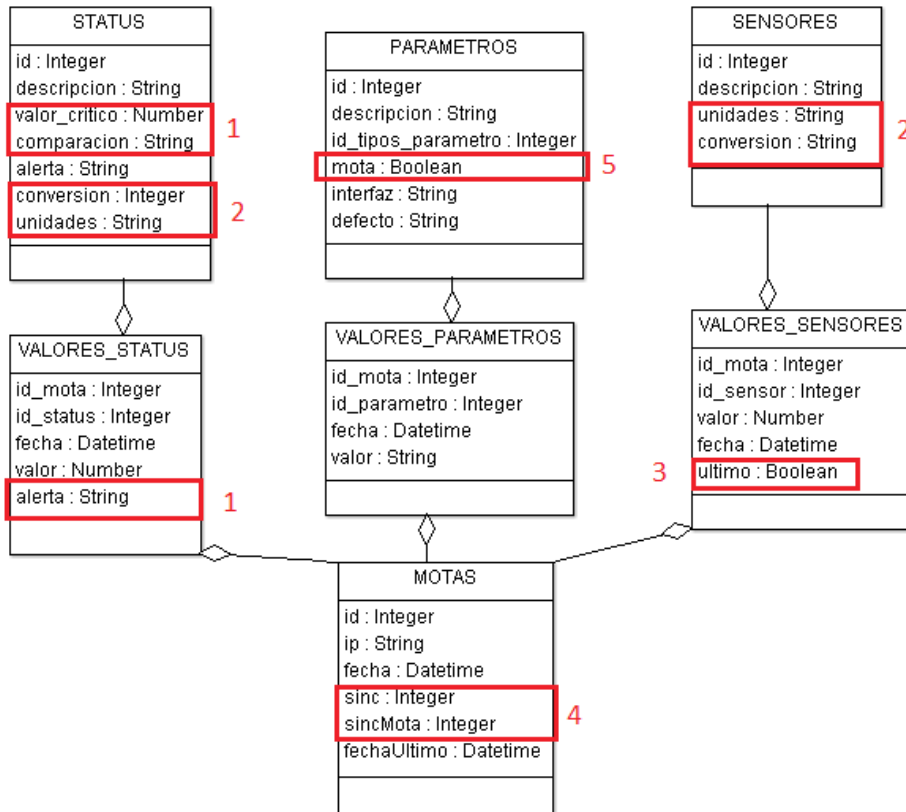 STATUS
id : Integer
descripcion : String
valor_critico : Number
comparacion : String
1
alerta : String
conversion : Integer
unidades : String
2
PARAMETROS
id : Integer
descripcion : String
id_tipos_parametro : Integer
mota : Boolean
5
interfaz : String
defecto : String
SENSORES
id : Integer
descripcion : String
unidades : String
conversion : String
2
VALORES_STATUS
id_mota : Integer
id_status : Integer
fecha : Datetime
valor : Number
alerta : String
1
VALORES_PARAMETROS
id_mota : Integer
id_parametro : Integer
fecha : Datetime
valor : String
VALORES_SENSORES
id_mota : Integer
id_sensor : Integer
valor : Number
fecha : Datetime
3
ultimo : Boolean
MOTAS
id : Integer
ip : String
fecha : Datetime
sinc : Integer
sincMota : Integer
4
fechaUltimo : Datetime